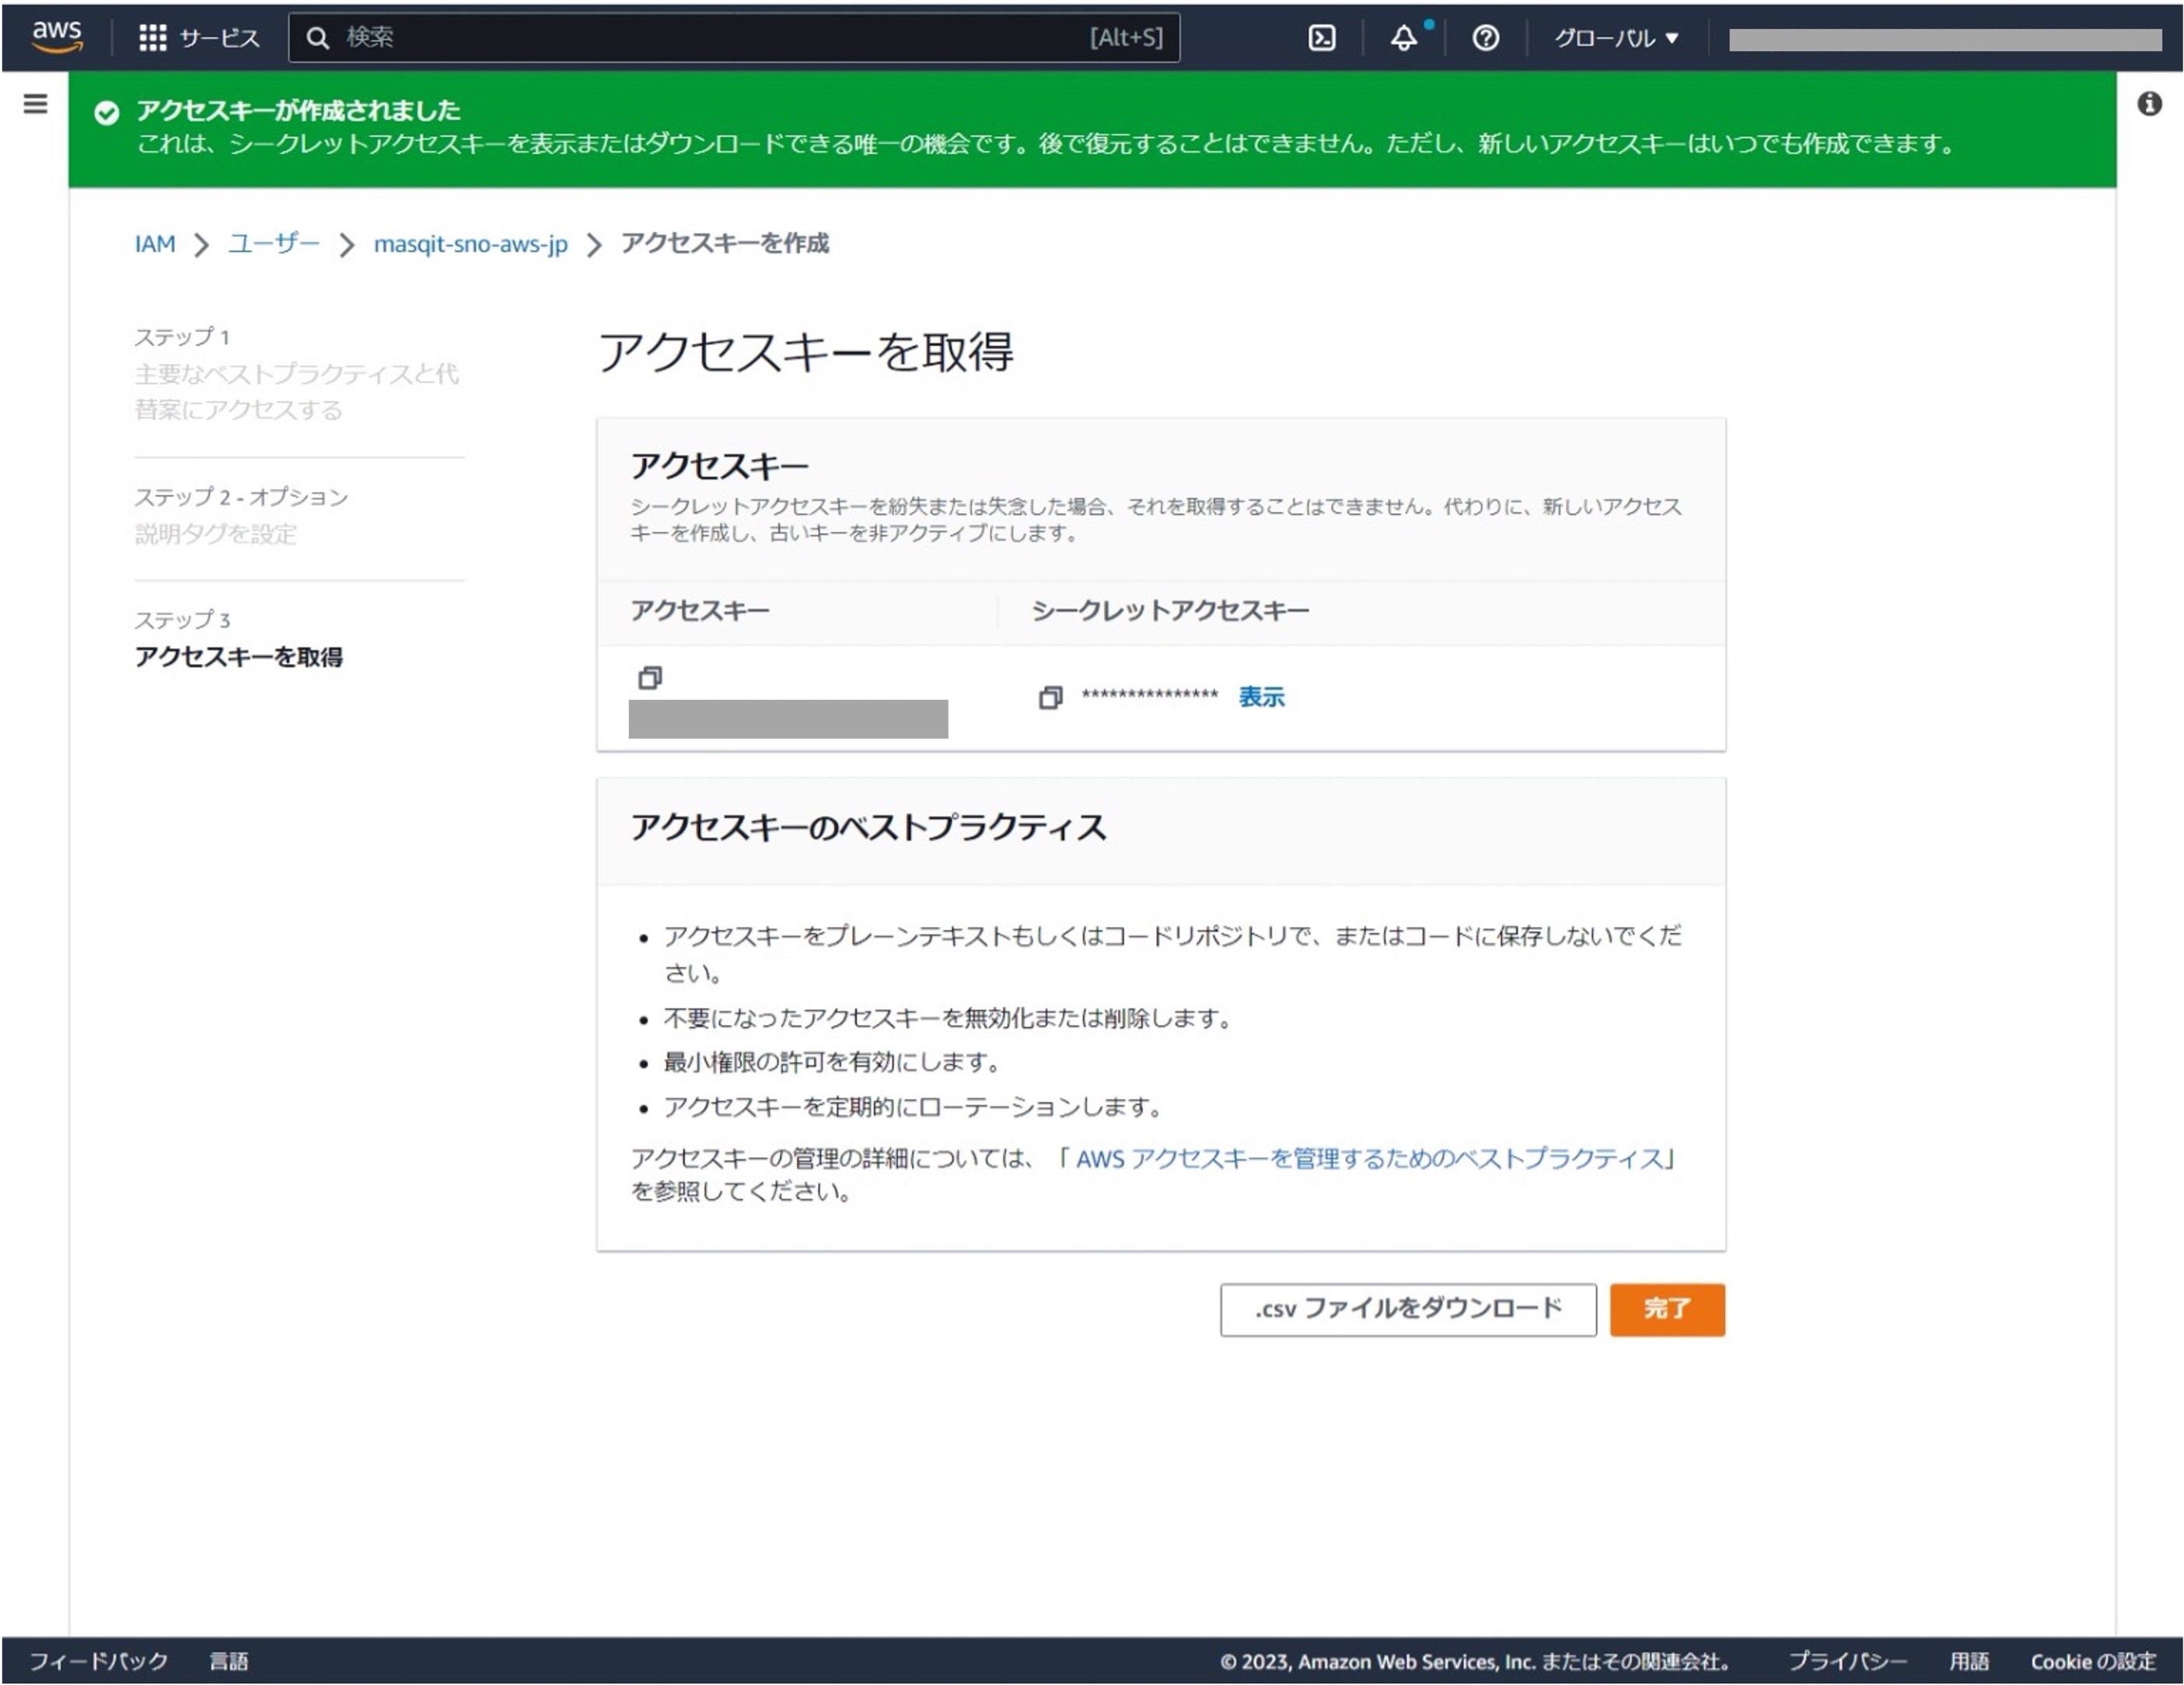 aws
サービス
検索
[Alt+S]
グローバル
アクセスキーが作成されました
これは、シークレットアクセスキーを表示またはダウンロードできる唯一の機会です。後で復元することはできません。ただし、新しいアクセスキーはいつでも作成できます。
IAM
ユーザー
masqit-sno-aws-jp
アクセスキーを作成
ステップ 1
主要なベストプラクティスと代
替案にアクセスする
ステップ 2 - オプション
説明タグを設定
ステップ 3
アクセスキーを取得
アクセスキーを取得
アクセスキー
シークレットアクセスキーを紛失または失念した場合、それを取得することはできません。代わりに、新しいアクセス
キーを作成し、古いキーを非アクティブにします。
アクセスキー
シークレットアクセスキー
***************
表示
アクセスキーのベストプラクティス
• アクセスキーをプレーンテキストもしくはコードリポジトリで、またはコードに保存しないでくだ
さい。
• 不要になったアクセスキーを無効化または削除します。
• 最小権限の許可を有効にします。
• アクセスキーを定期的にローテーションします。
アクセスキーの管理の詳細については、「 AWS アクセスキーを管理するためのベストプラクティス」
を参照してください。
.csv ファイルをダウンロード
完了
フィードバック
言語
© 2023, Amazon Web Services, Inc. またはその関連会社。
プライバシー
用語
Cookie の設定